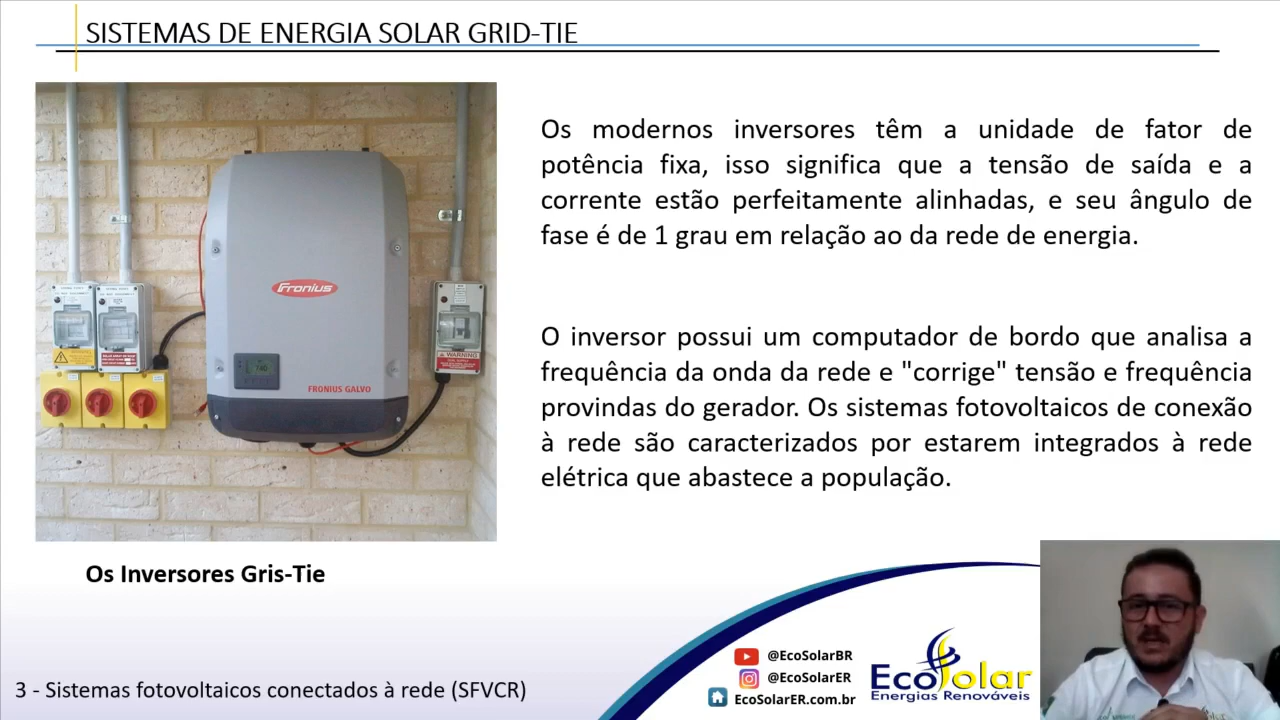 SISTEMAS DE ENERGIA SOLAR GRID-TIE
Os modernos inversores têm a unidade de fator de
potência fixa, isso significa que a tensão de saída e a
corrente estão perfeitamente alinhadas, e seu ângulo de
fase é de 1 grau em relação ao da rede de energia.
O inversor possui um computador de bordo que analisa a
frequência da onda da rede e "corrige" tensão e frequência
provindas do gerador. Os sistemas fotovoltaicos de conexão
à rede são caracterizados por estarem integrados à rede
elétrica que abastece a população.
Fronius
FRONIUS GALVO
WARNING
Os Inversores Gris-Tie
@EcoSolarBR
@EcoSolarER
EcoSolarER.com.br
EcoSolar
Energias Renováveis
3 - Sistemas fotovoltaicos conectados à rede (SFVCR)